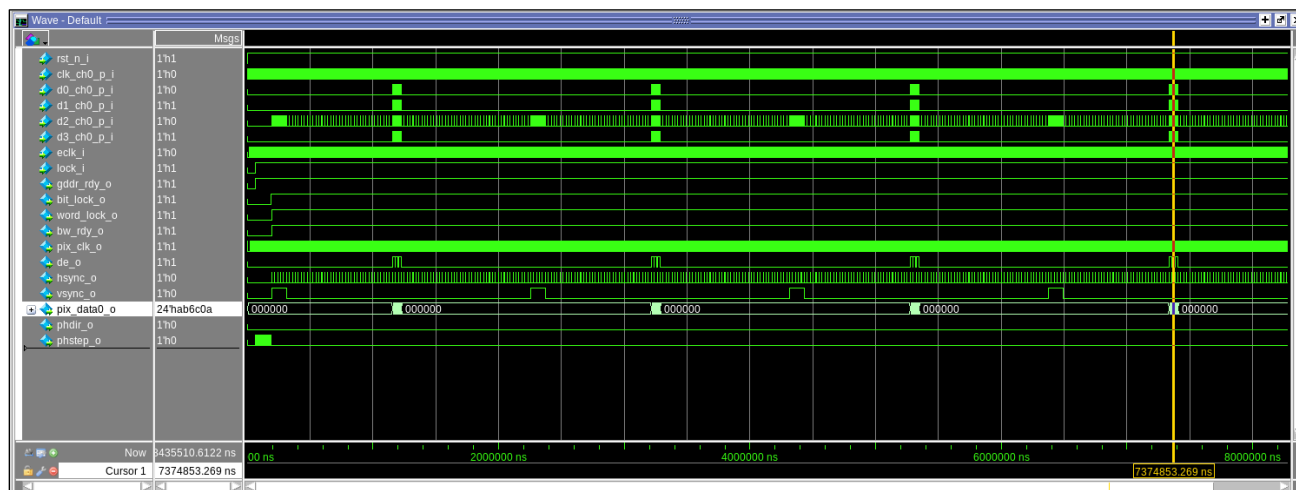 Wave - Default
Msgs
rst_n_i 1'h1
clk_ch0_p_i 1'h0
d0_ch0_p_i 1'h0
d1_ch0_p_i 1'h1
d2_ch0_p_i 1'h0
d3_ch0_p_i 1'h1
eclk_i 1'h0
lock_i 1'h1
gddr_rdy_o 1'h1
bit_lock_o 1'h1
word_lock_o 1'h1
bw_rdy_o 1'h1
pix_clk_o 1'h1
de_o 1'h1
hsync_o 1'h0
vsync_o 1'h0
pix_data0_o 24'hab6c0a 000000 000000 000000 000000 000000
phdir_o 1'h0
phstep_o 1'h0
Now 3435510.6122 ns 00 ns 2000000 ns 4000000 ns 6000000 ns 8000000 ns
Cursor 1 7374853.269 ns 7374853.269 ns